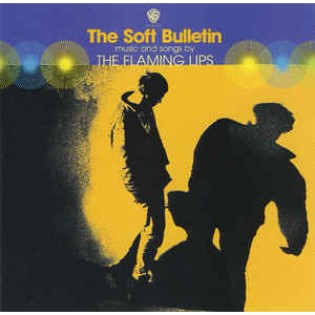 The Soft Bulletin
music and songs by
THE FLAMING LIPS